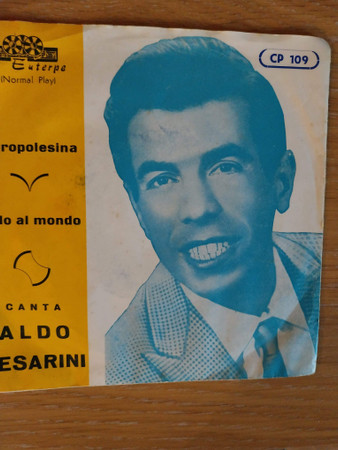 Euterpe
(Normal Play)
CP 109
ropolesina
lo al mondo
CANTA
ALDO
ESARINI